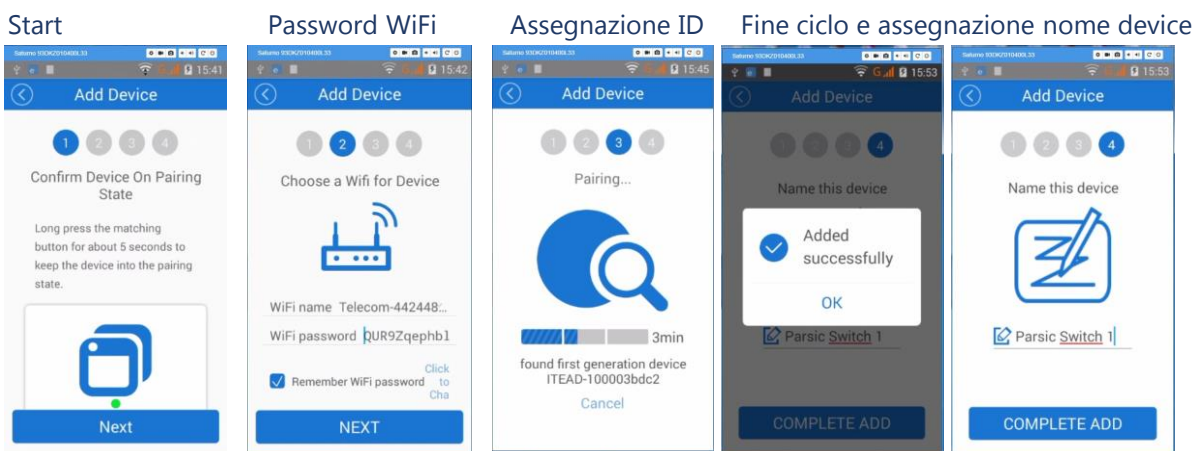 Start
Password WiFi
Assegnazione ID
Fine ciclo e assegnazione nome device
15:41
Add Device
1 2 3 4
Confirm Device On Pairing
State
Long press the matching
button for about 5 seconds to
keep the device into the pairing
state.
Next
15:42
Add Device
1 2 3 4
Choose a Wifi for Device
WiFi name Telecom-442448:..
WiFi password QUR9Zqephb1
Remember WiFi password
Click
to
Cha
NEXT
15:45
Add Device
1 2 3 4
Pairing...
3min
found first generation device
ITEAD-100003bdc2
Cancel
G 15:53
Add Device
1 2 3 4
Name this device
Added
successfully
OK
Parsic Switch 1
COMPLETE ADD
G 15:53
Add Device
1 2 3 4
Name this device
Parsic Switch 1
COMPLETE ADD